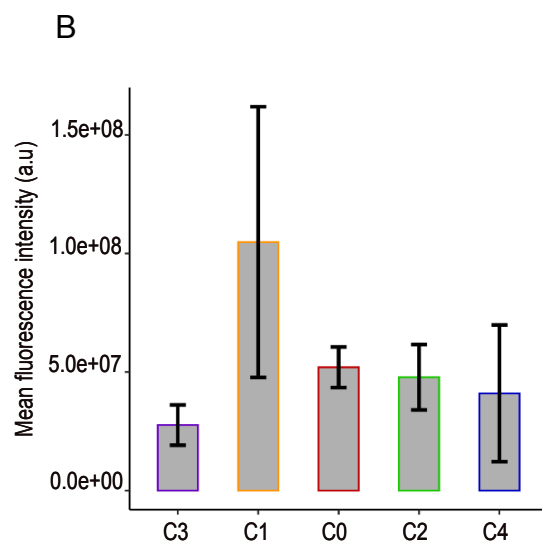 B
Mean fluorescence intensity (a.u)
1.5e+08
1.0e+08
5.0e+07
0.0e+00
C3 C1 C0 C2 C4